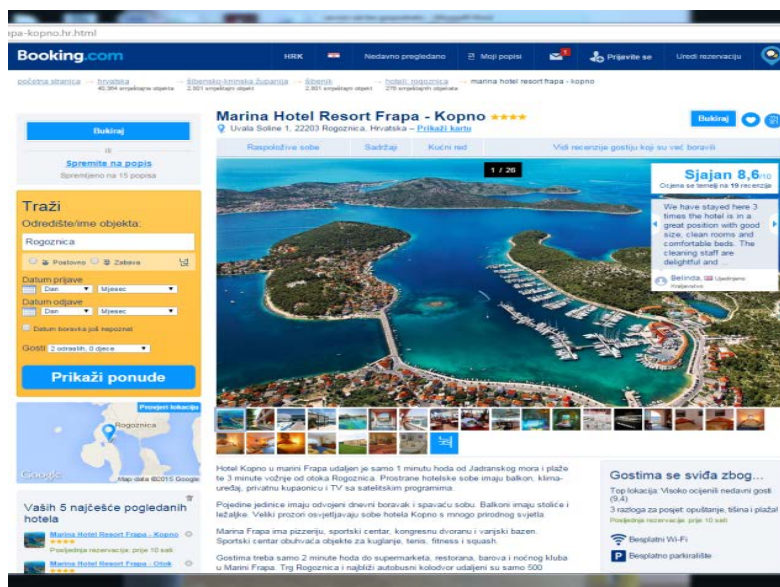 apa-kopno.hr.html
Booking.com
HRK
Nedavno pregledano
Moji popisi
1
Prijavite se
Uredi rezervaciju
početna stranica → hrvatska → šibensko-kninska županija → šibenik → hoteli: rogoznica → marina hotel resort frapa - kopno
Marina Hotel Resort Frapa - Kopno
Uvala Soline 1, 22203 Rogoznica, Hrvatska – Prikaži kartu
Bukiraj
Raspoložive sobe
Sadržaji
Kućni red
Vidi recenzije gostiju koji su već boravili
Bukiraj
ili
Spremite na popis
Spremljeno na 15 popisa
Traži
Odredište/ime objekta:
Rogoznica
Poslovno
Zabava
Datum prijave
Dan
Mjesec
Datum odjave
Dan
Mjesec
Datum boravka još nepoznat
Gosti 2 odraslih, 0 djece
Prikaži ponude
1 / 26
Sjajan 8,6/10
Ocjena se temelji na 19 recenzija
We have stayed here 3
times the hotel is in a
great position with good
size, clean rooms and
comfortable beds. The
cleaning staff are
delightful and ...
Belinda,
Provjeri lokaciju
Rogoznica
Google
Map data ©2015 Google
Vaših 5 najčešće pogledanih
hotela
Marina Hotel Resort Frapa - Kopno
Posljednja rezervacija: prije 10 sati
Marina Hotel Resort Frapa - Otok
Hotel Kopno u marini Frapa udaljen je samo 1 minutu hoda od Jadranskog mora i plaže
te 3 minute vožnje od otoka Rogoznica. Prostrane hotelske sobe imaju balkon, klima-
uređaj, privatnu kupaonicu i TV sa satelitskim programima.
Pojedine jedinice imaju odvojeni dnevni boravak i spavaću sobu. Balkoni imaju stolice i
ležaljke. Veliki prozori osvjetljavaju sobe hotela Kopno s mnogo prirodnog svjetla.
Marina Frapa ima pizzeriju, sportski centar, kongresnu dvoranu i vanjski bazen.
Sportski centar obuhvaća objekte za kuglanje, tenis, fitness i squash.
Gostima treba samo 2 minute hoda do supermarketa, restorana, barova i noćnog kluba
u Marini Frapa. Trg Rogoznica i najbliži autobusni kolodvor udaljeni su samo 500
Gostima se sviđa zbog...
Top lokacija: Visoko ocijenili nedavni gosti
(9.4)
3 razloga za posjet: opuštanje, tišina i plaža!
Posljednja rezervacija: prije 10 sati
Besplatni Wi-Fi
P Besplatno parkiralište